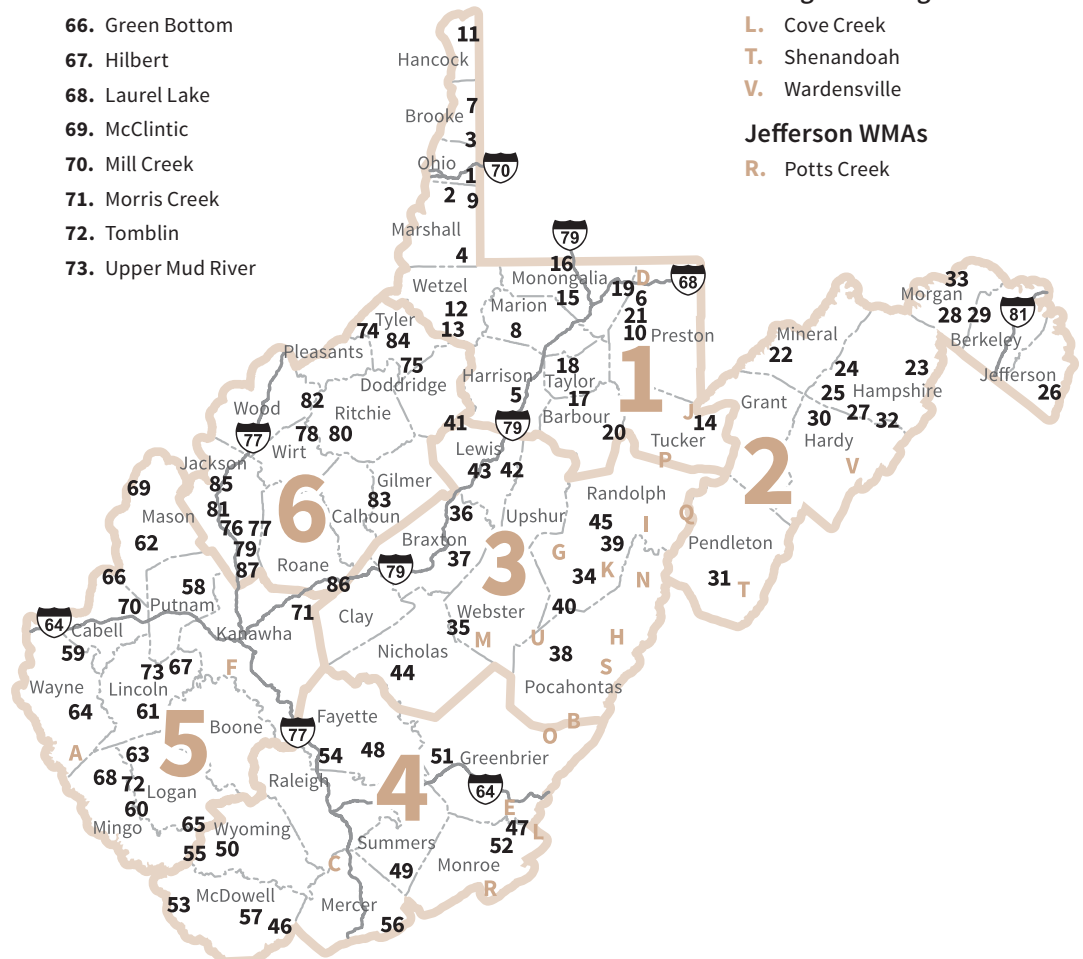 66. Green Bottom
67. Hilbert
68. Laurel Lake
69. McClintic
70. Mill Creek
71. Morris Creek
72. Tomblin
73. Upper Mud River
L. Cove Creek
T. Shenandoah
V. Wardensville
Jefferson WMAs
R. Potts Creek
11
Hancock
7
Brooke
3
Ohio
1
70
2
9
Marshall
4
79
16
Monongalia
D
68
19
6
15
Wetzel
12
Marion
13
8
21
10
Preston
1
74
Tyler
84
75
Pleasants
Doddridge
Harrison
5
18
Taylor
17
Barbour
20
J
14
Tucker
P
33
Morgan
28
29
81
Berkeley
Jefferson
26
Mineral
22
24
23
25
Hampshire
Grant
30
27
32
Hardy
2
V
Wood
82
Ritchie
77
78
80
Wirt
41
79
Lewis
43
42
Jackson
85
6
Gilmer
83
Calhoun
81
76
77
79
87
Roane
86
69
Mason
62
36
Upshur
Braxton
37
3
79
Randolph
45
I
39
G
34
K
N
40
Q
Pendleton
31
T
66
58
70
Putnam
64
Cabell
Kanawha
71
Clay
Webster
35
M
U
H
38
S
Pocahontas
59
73
67
F
Nicholas
44
Wayne
Lincoln
64
61
5
Boone
77
Fayette
54
48
51
Greenbrier
B
O
A
63
68
72
Logan
60
Mingo
65
Raleigh
4
64
E
47
L
52
Wyoming
55
50
Summers
49
Monroe
R
C
53
McDowell
57
46
Mercer
56